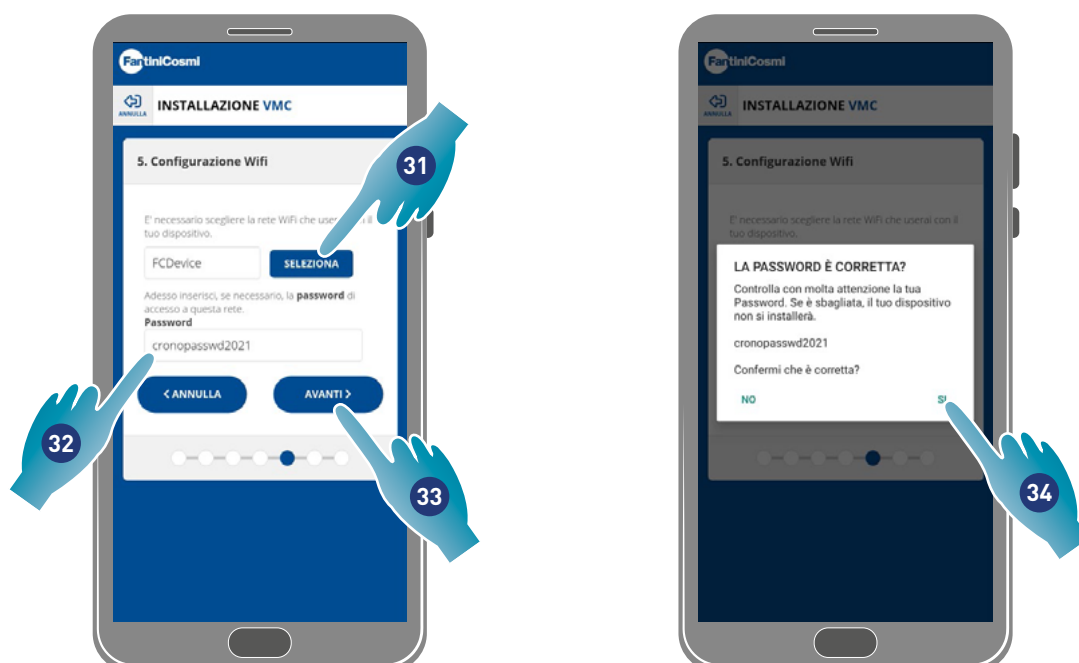 FantiniCosmi
ANNULLA
INSTALLAZIONE VMC
5. Configurazione Wifi
31
E' necessario scegliere la rete WiFi che userai con il
tuo dispositivo.
FCDevice
SELEZIONA
Adesso inserisci, se necessario, la password di
accesso a questa rete.
Password
cronopasswd2021
< ANNULLA
AVANTI >
32
33
FantiniCosmi
ANNULLA
INSTALLAZIONE VMC
5. Configurazione Wifi
E' necessario scegliere la rete WiFi che userai con il
tuo dispositivo.
LA PASSWORD È CORRETTA?
Controlla con molta attenzione la tua
Password. Se è sbagliata, il tuo dispositivo
non si installerà.
cronopasswd2021
Confermi che è corretta?
NO
SI
34